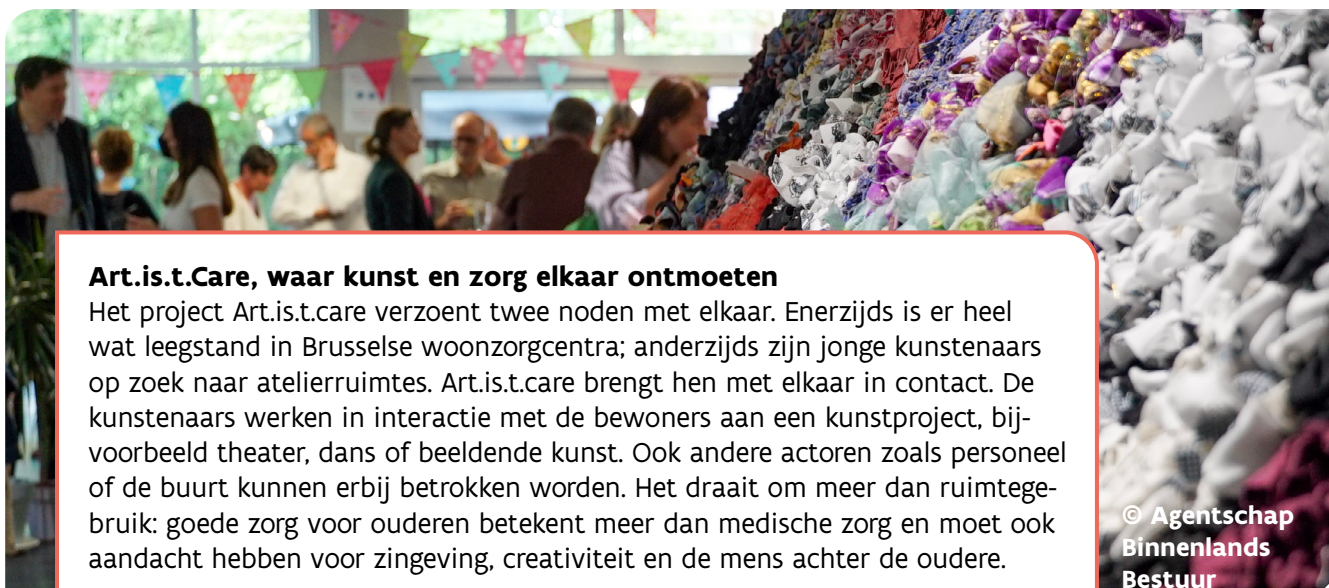 Art.is.t.Care, waar kunst en zorg elkaar ontmoeten
Het project Art.is.t.care verzoent twee noden met elkaar. Enerzijds is er heel
wat leegstand in Brusselse woonzorgcentra; anderzijds zijn jonge kunstenaars
op zoek naar atelierruimtes. Art.is.t.care brengt hen met elkaar in contact. De
kunstenaars werken in interactie met de bewoners aan een kunstproject, bij-
voorbeeld theater, dans of beeldende kunst. Ook andere actoren zoals personeel
of de buurt kunnen erbij betrokken worden. Het draait om meer dan ruimtege-
bruik: goede zorg voor ouderen betekent meer dan medische zorg en moet ook
aandacht hebben voor zingeving, creativiteit en de mens achter de oudere.
© Agentschap
Binnenlands
Bestuur